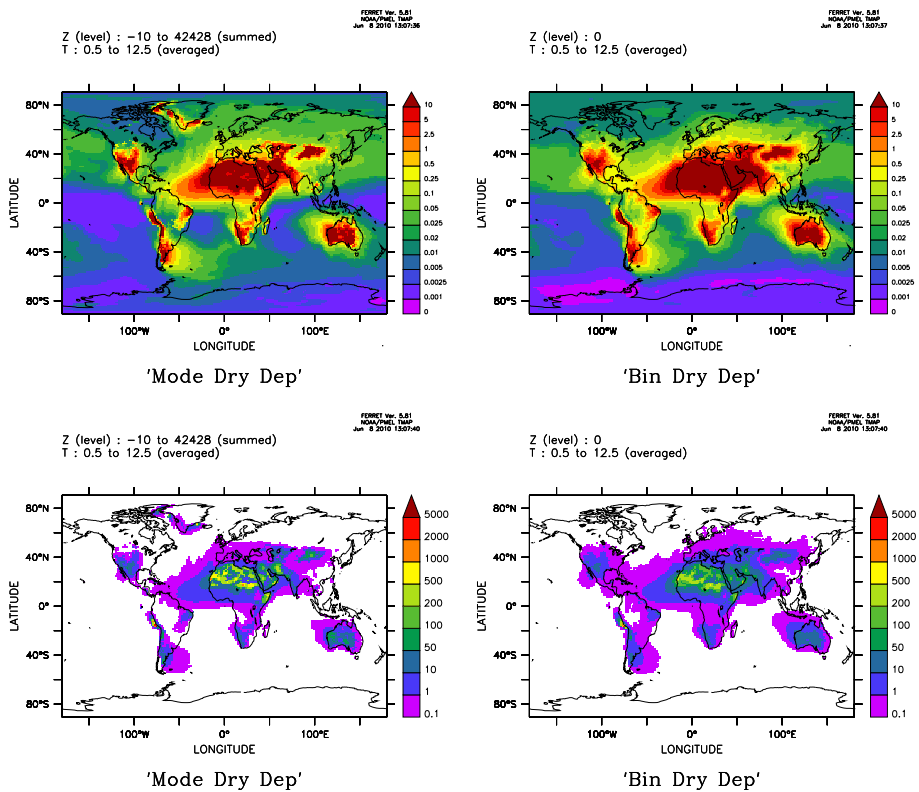 FERRET Ver. 5.81
NOAA/PMEL TMAP
Jun 8 2010 13:07:36
Z (level) : -10 to 42428 (summed)
T : 0.5 to 12.5 (averaged)
80°N
40°N
0°
40°S
80°S
LATITUDE
100°W
0°
100°E
LONGITUDE
10
5
2.5
1
0.5
0.25
0.1
0.05
0.025
0.02
0.01
0.005
0.0025
0.001
0
'Mode Dry Dep'
FERRET Ver. 5.81
NOAA/PMEL TMAP
Jun 8 2010 13:07:37
Z (level) : 0
T : 0.5 to 12.5 (averaged)
80°N
40°N
0°
40°S
80°S
LATITUDE
100°W
0°
100°E
LONGITUDE
10
5
2.5
1
0.5
0.25
0.1
0.05
0.025
0.02
0.01
0.005
0.0025
0.001
0
'Bin Dry Dep'
FERRET Ver. 5.81
NOAA/PMEL TMAP
Jun 8 2010 13:07:40
Z (level) : -10 to 42428 (summed)
T : 0.5 to 12.5 (averaged)
80°N
40°N
0°
40°S
80°S
LATITUDE
100°W
0°
100°E
LONGITUDE
5000
2000
1000
500
200
100
50
10
1
0.1
'Mode Dry Dep'
FERRET Ver. 5.81
NOAA/PMEL TMAP
Jun 8 2010 13:07:40
Z (level) : 0
T : 0.5 to 12.5 (averaged)
80°N
40°N
0°
40°S
80°S
LATITUDE
100°W
0°
100°E
LONGITUDE
5000
2000
1000
500
200
100
50
10
1
0.1
'Bin Dry Dep'